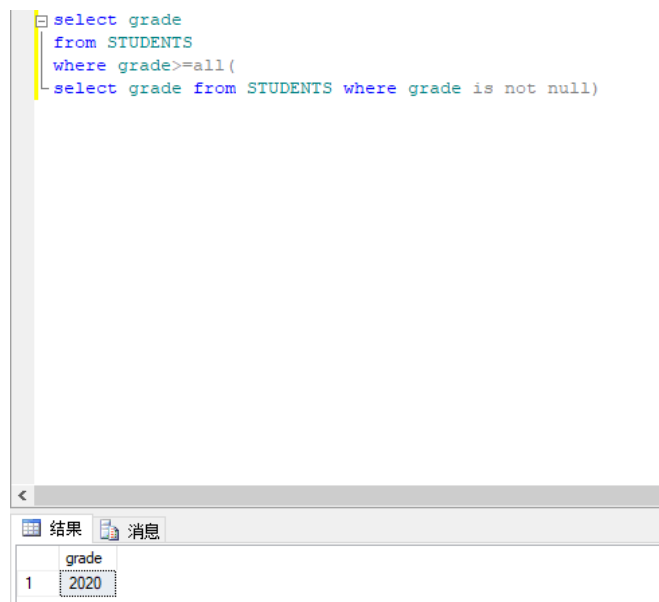 select grade
from STUDENTS
where grade>=all(
select grade from STUDENTS where grade is not null)
结果 消息
grade
1 2020